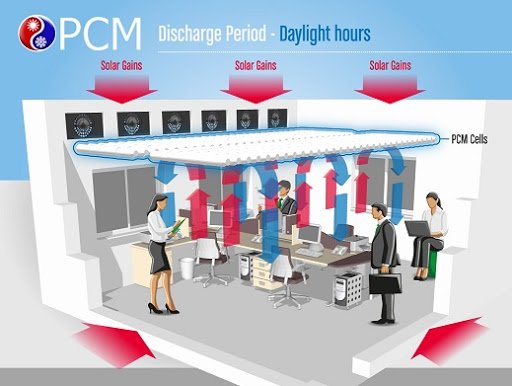 PCM
Discharge Period - Daylight hours
Solar Gains
Solar Gains
Solar Gains
PCM Cells